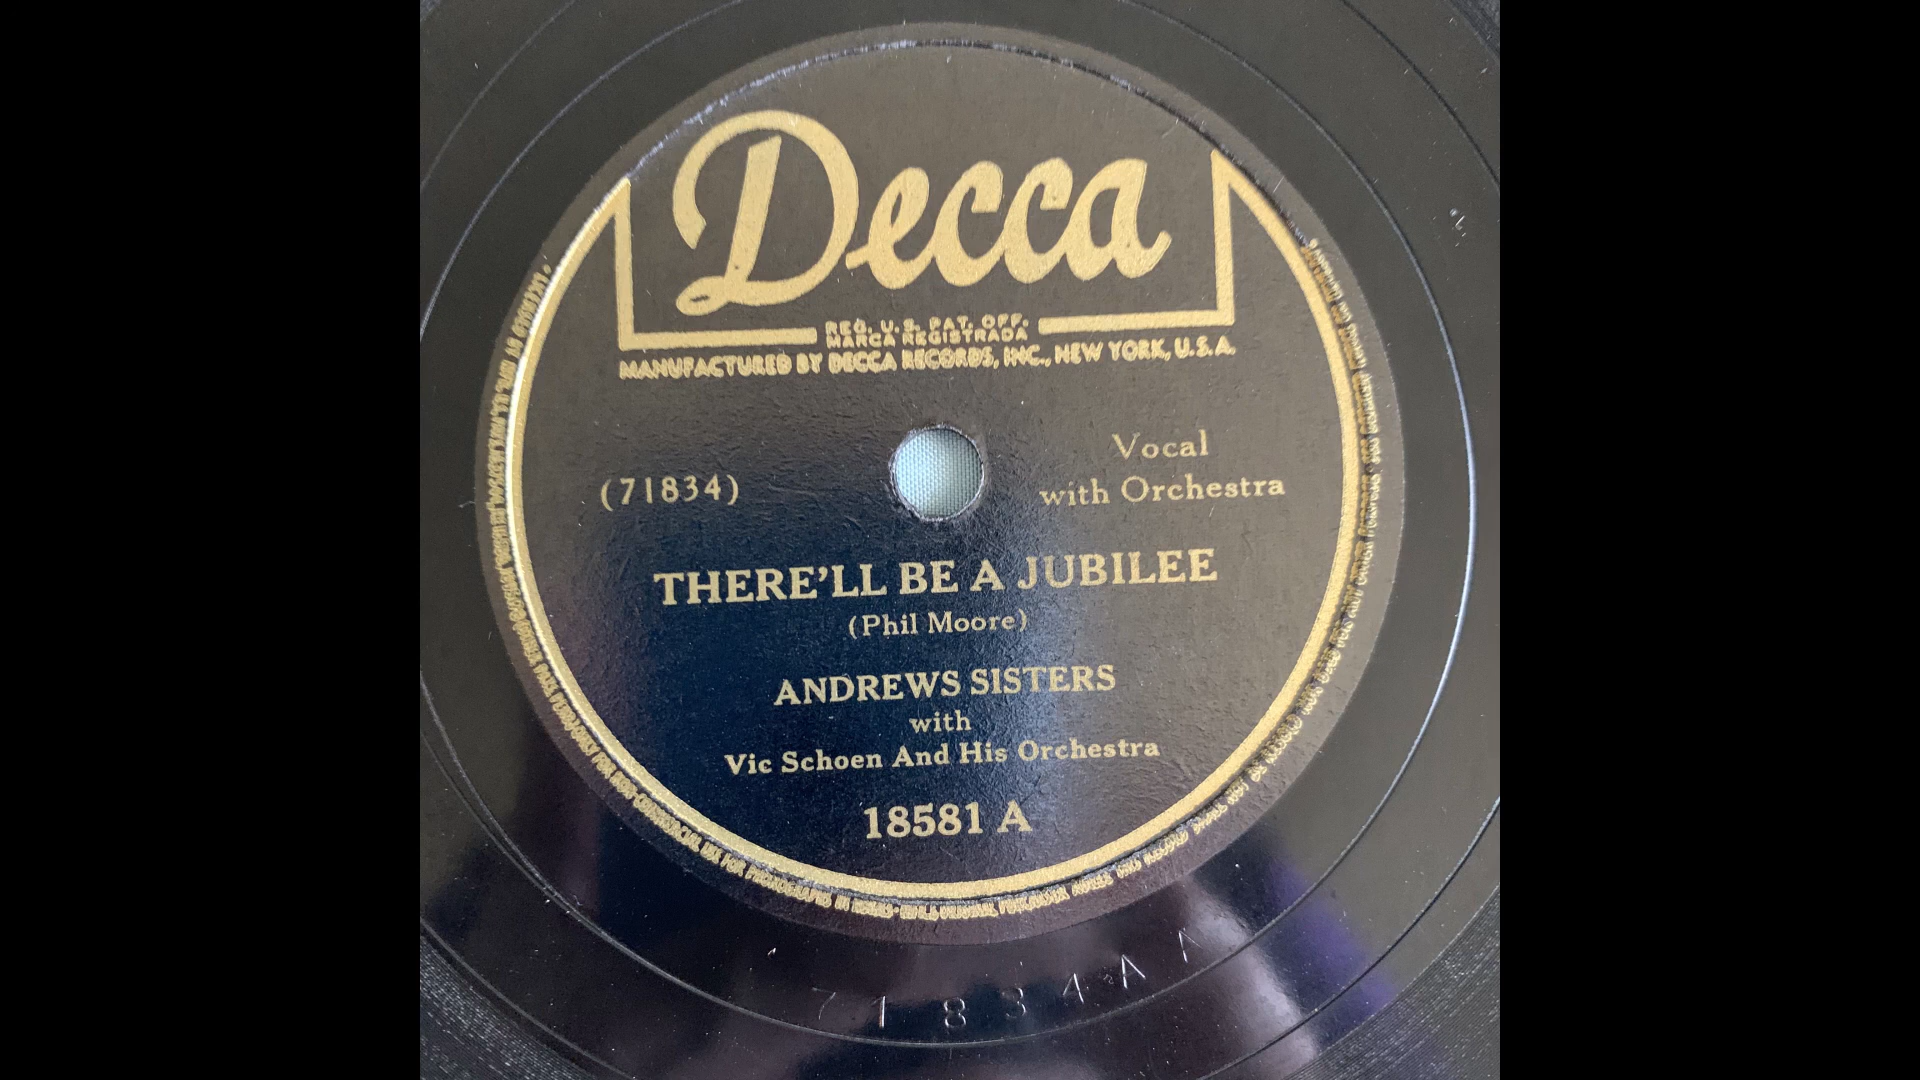 Decca
REG. U. S. PAT. OFF.
MARCA REGISTRADA
MANUFACTURED BY DECCA RECORDS, INC., NEW YORK, U.S.A.
(71834)
Vocal
with Orchestra
THERE'LL BE A JUBILEE
(Phil Moore)
ANDREWS SISTERS
with
Vic Schoen And His Orchestra
18581 A
71834A A